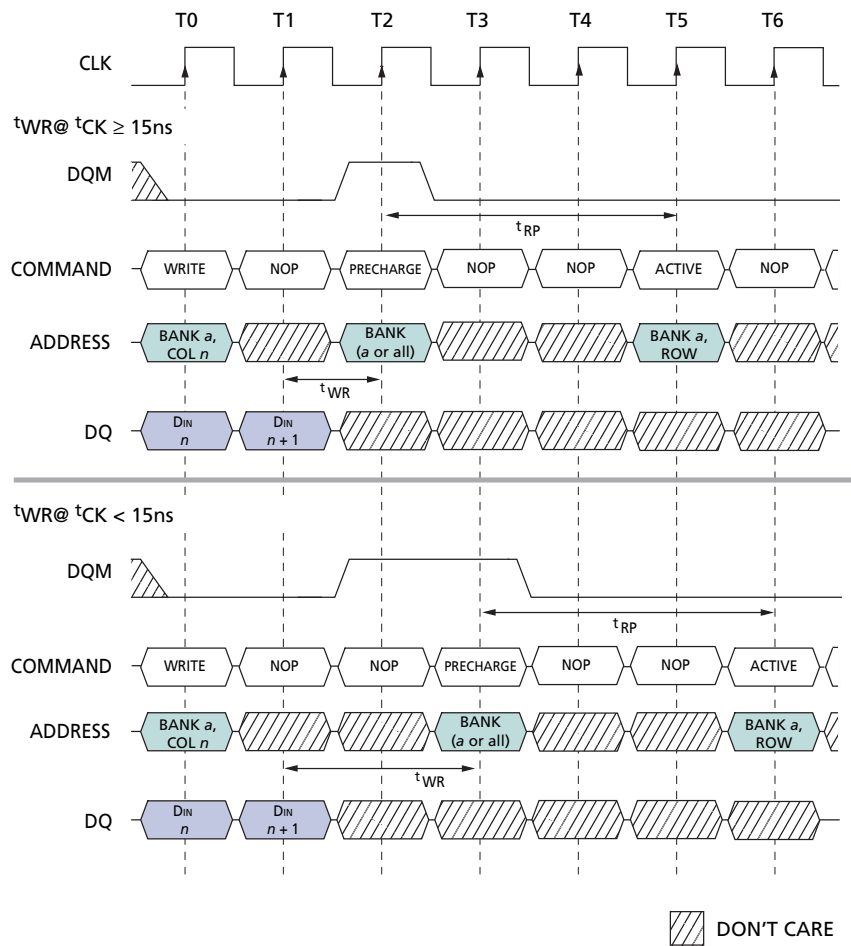 T0 T1 T2 T3 T4 T5 T6
CLK
tWR@ tCK ≥ 15ns
DQM
tRP
COMMAND WRITE NOP PRECHARGE NOP NOP ACTIVE NOP
ADDRESS BANK a, COL n BANK (a or all) BANK a, ROW
tWR
DQ DIN n DIN n + 1
tWR@ tCK < 15ns
DQM
tRP
COMMAND WRITE NOP NOP PRECHARGE NOP NOP ACTIVE
ADDRESS BANK a, COL n BANK (a or all) BANK a, ROW
tWR
DQ DIN n DIN n + 1
DON'T CARE